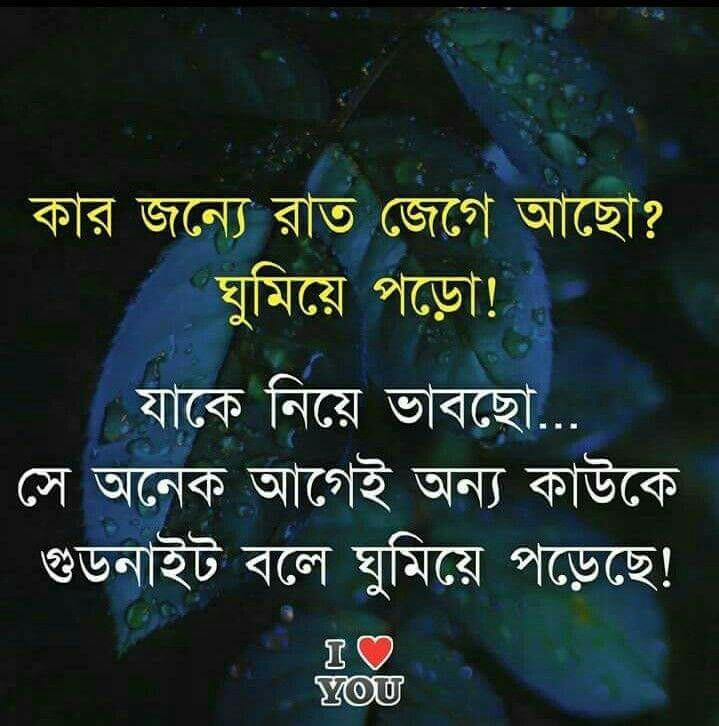 কার জন্যে রাত জেগে আছো?
ঘুমিয়ে পড়ো!
যাকে নিয়ে ভাবছো...
সে অনেক আগেই অন্য কাউকে
গুডনাইট বলে ঘুমিয়ে পড়েছে!
I ❤
YOU